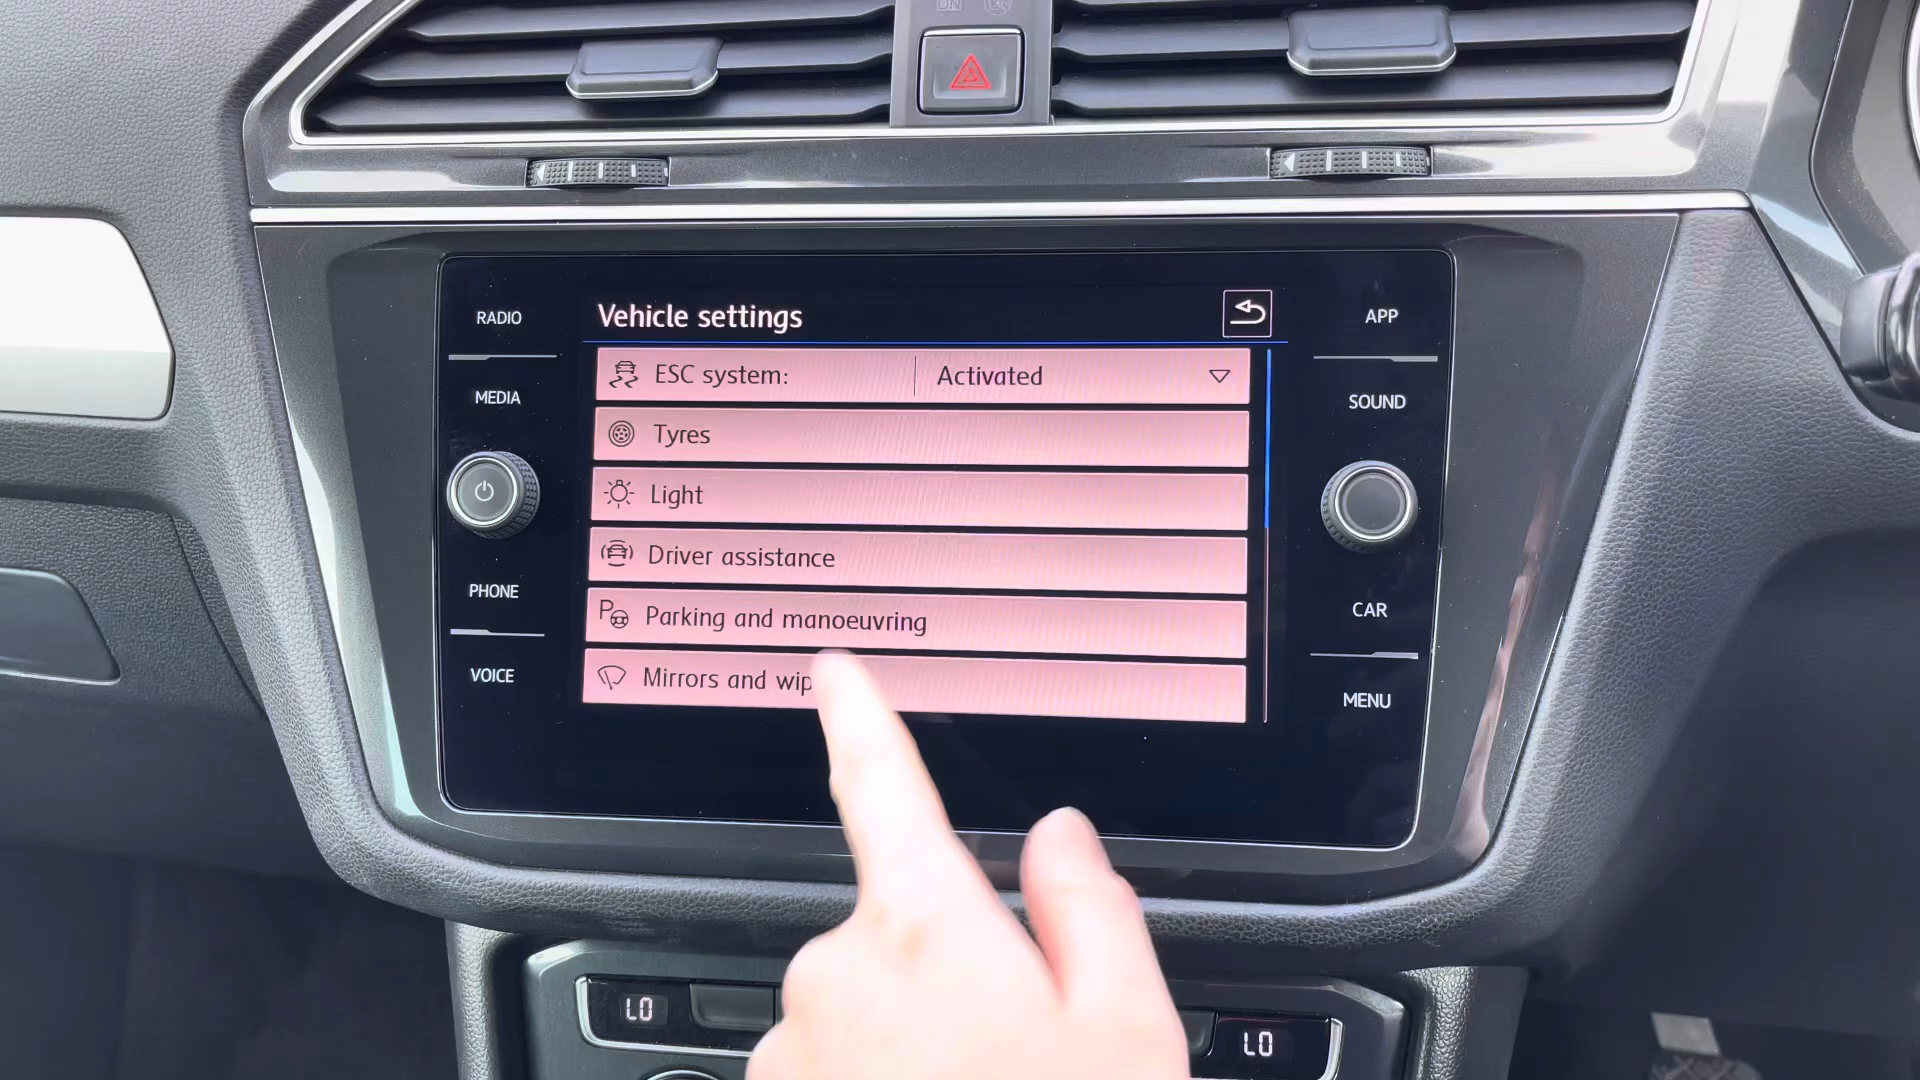 RADIO
MEDIA
PHONE
VOICE
Vehicle settings
ESC system: Activated
Tyres
Light
Driver assistance
P
Parking and manoeuvring
Mirrors and
APP
SOUND
CAR
MENU
LO
LO